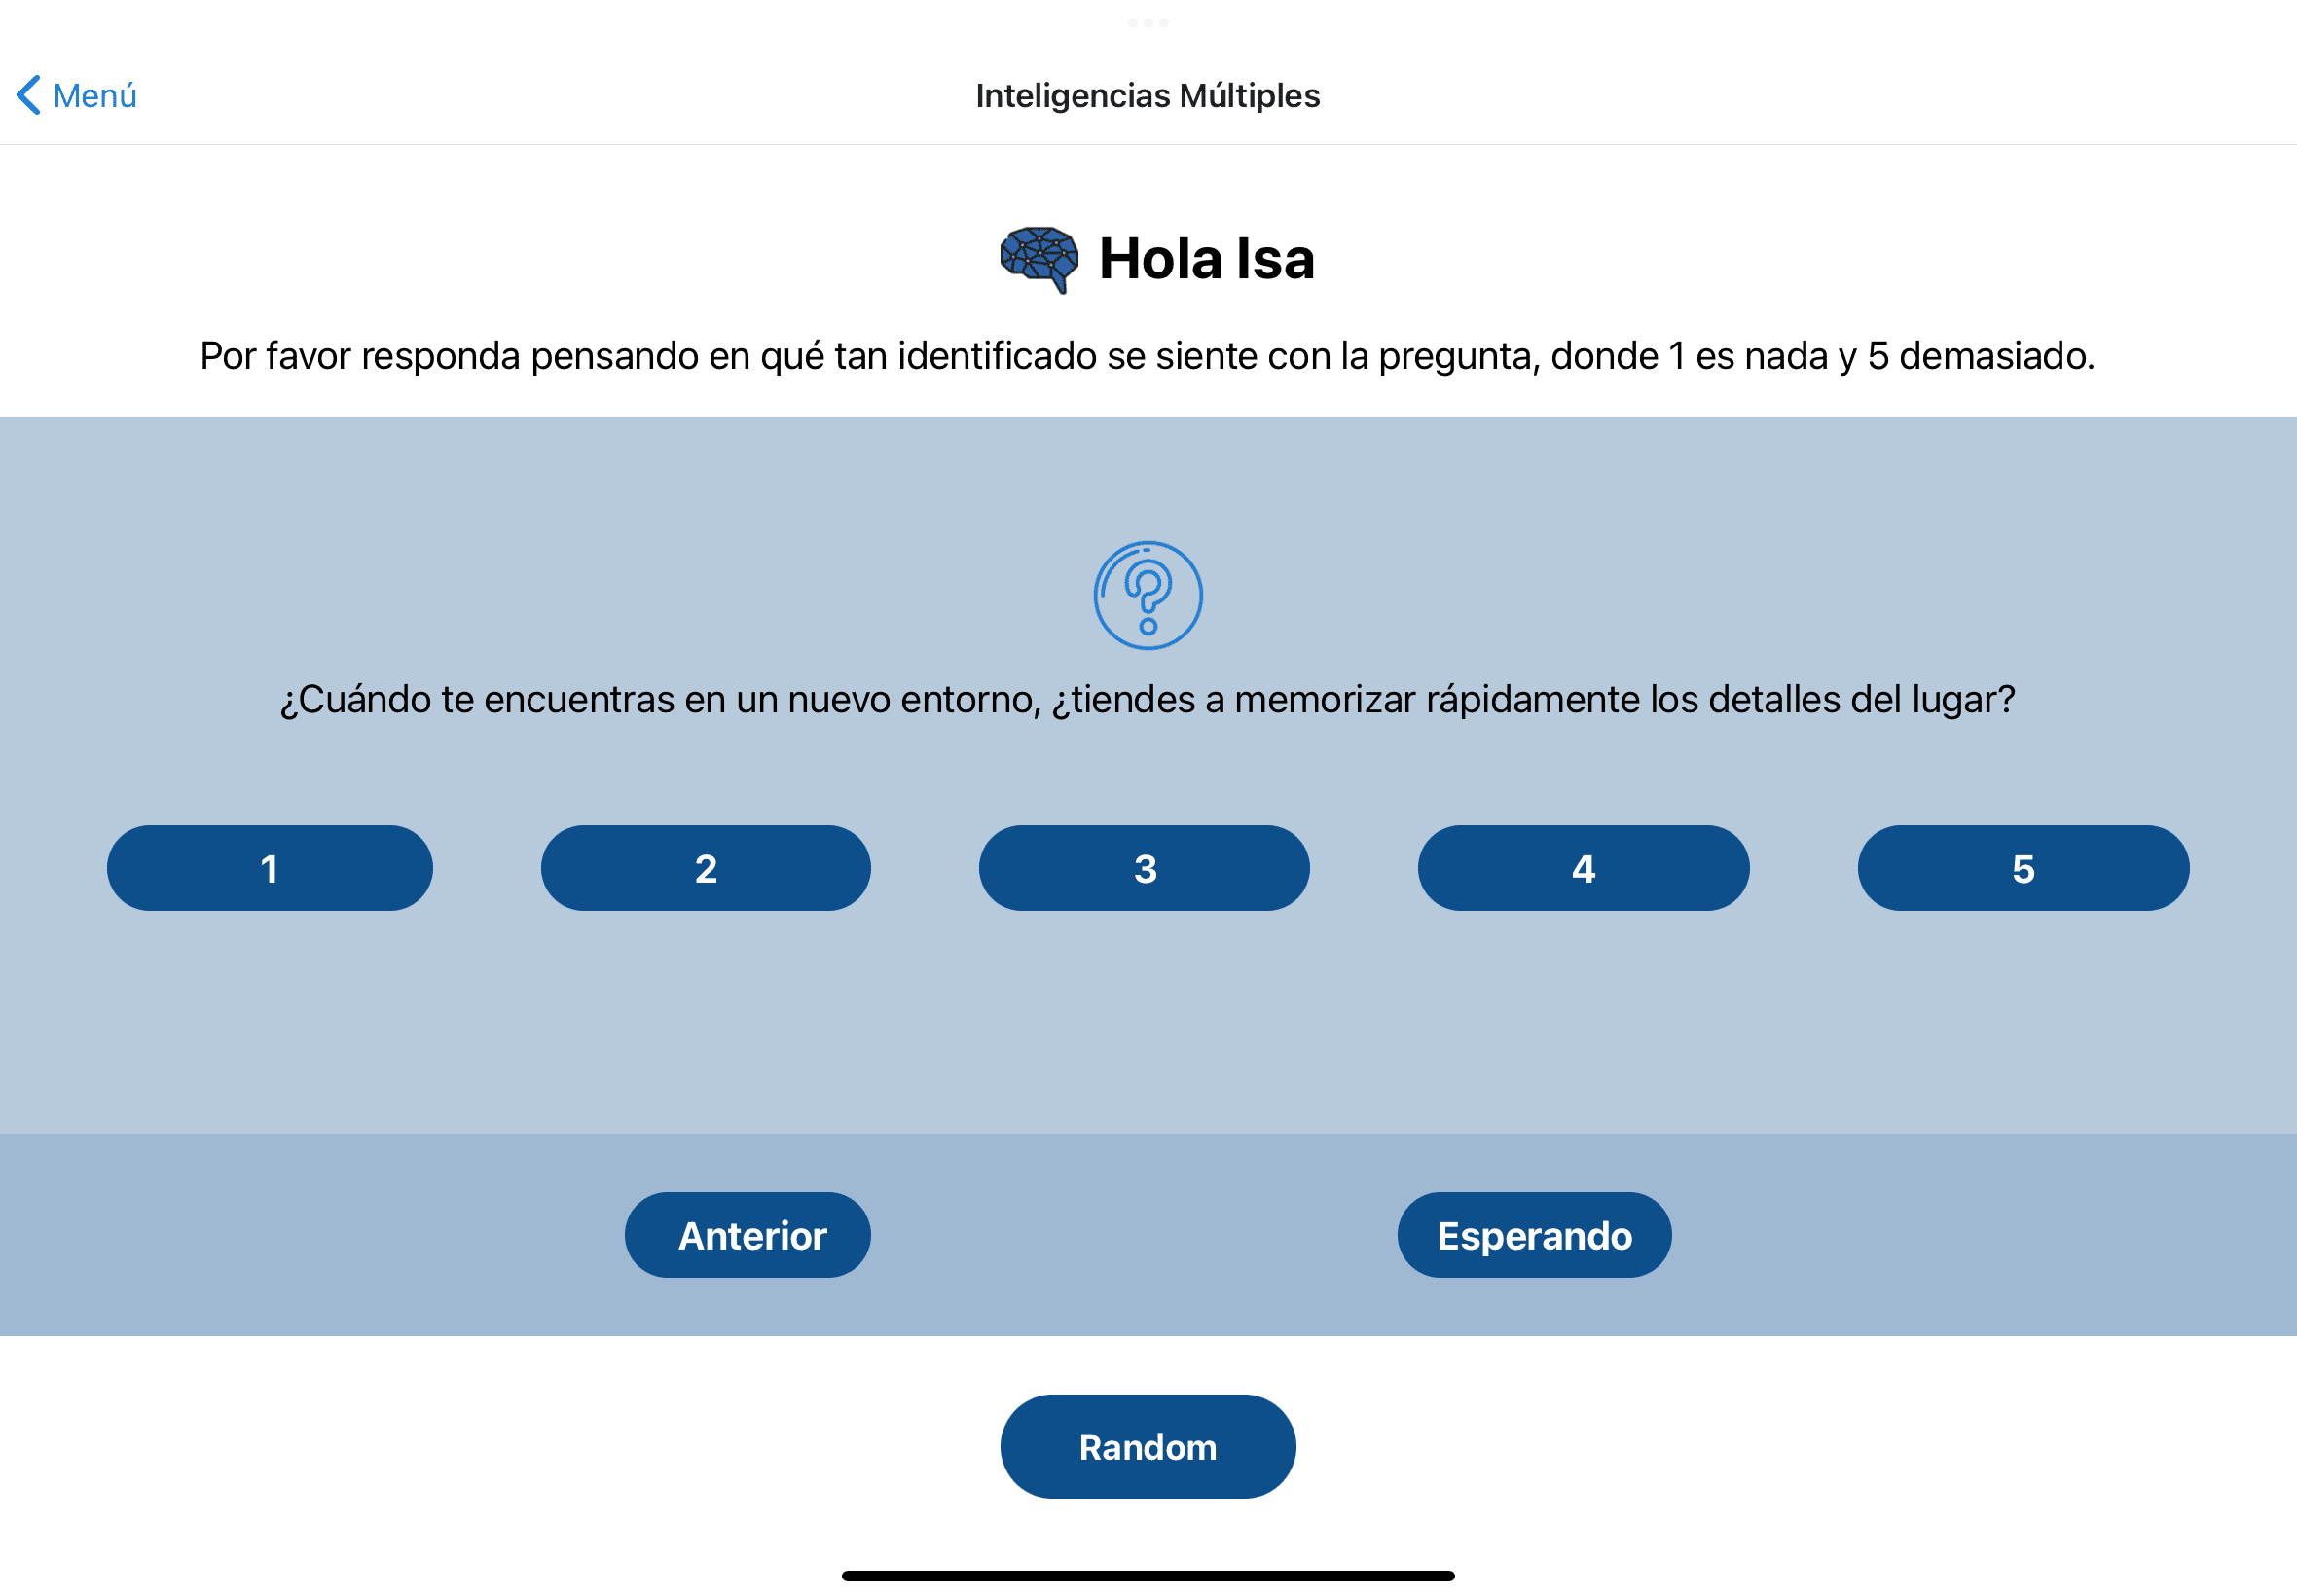 Menú
Inteligencias Múltiples
Hola Isa
Por favor responda pensando en qué tan identificado se siente con la pregunta, donde 1 es nada y 5 demasiado.
¿Cuándo te encuentras en un nuevo entorno, ¿tiendes a memorizar rápidamente los detalles del lugar?
1
2
3
4
5
Anterior
Esperando
Random